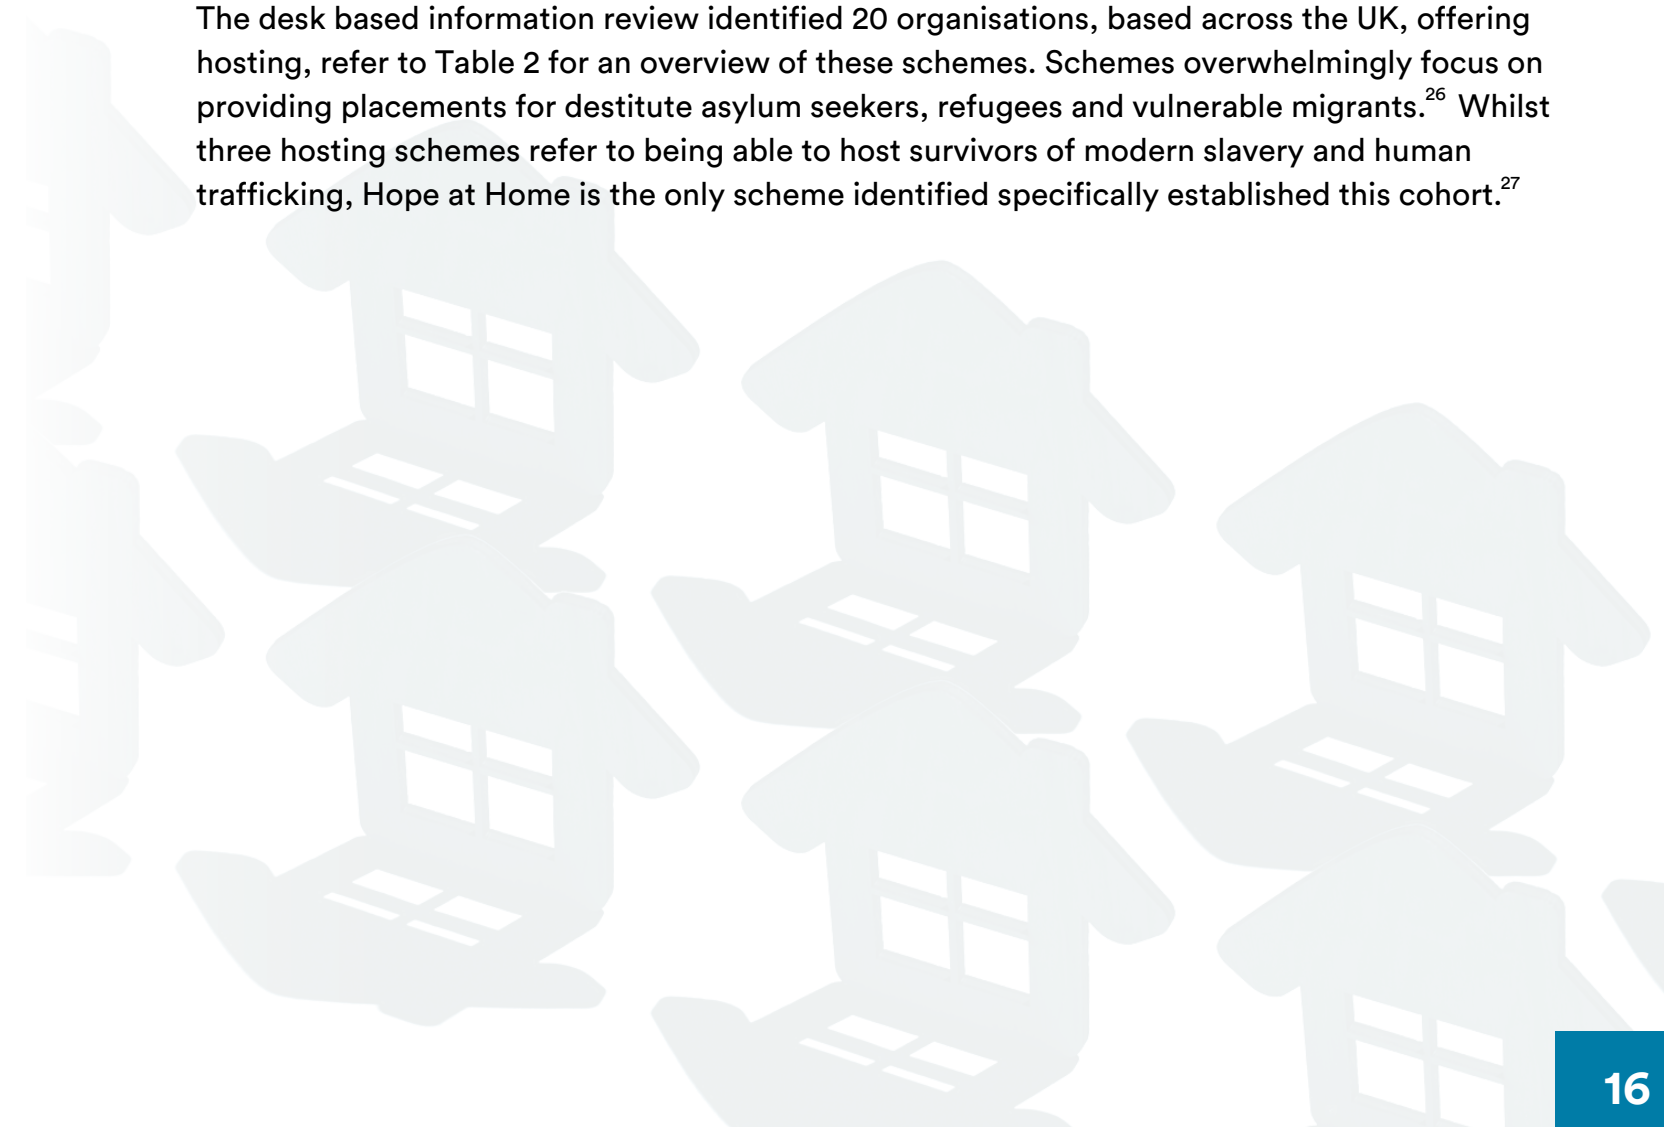 The desk based information review identified 20 organisations, based across the UK, offering
hosting, refer to Table 2 for an overview of these schemes. Schemes overwhelmingly focus on
providing placements for destitute asylum seekers, refugees and vulnerable migrants.26 Whilst
three hosting schemes refer to being able to host survivors of modern slavery and human
trafficking, Hope at Home is the only scheme identified specifically established this cohort.27
16